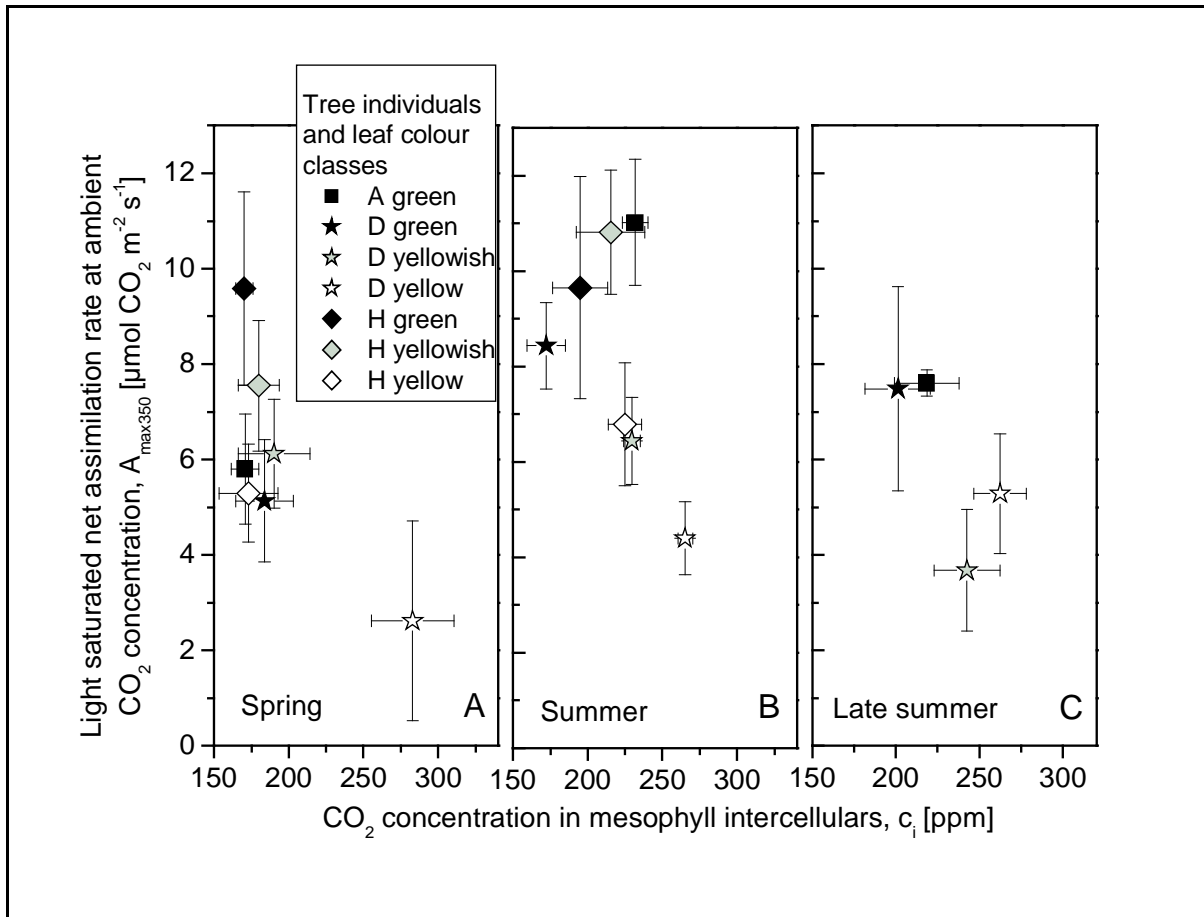 Tree individuals
and leaf colour
classes
A green
D green
D yellowish
D yellow
H green
H yellowish
H yellow
Light saturated net assimilation rate at ambient
CO₂ concentration, Amax350 [µmol CO₂ m⁻² s⁻¹]
12
10
8
6
4
2
0
Spring A
Summer B
Late summer C
150 200 250 300 150 200 250 300 150 200 250 300
CO₂ concentration in mesophyll intercellulars, cᵢ [ppm]